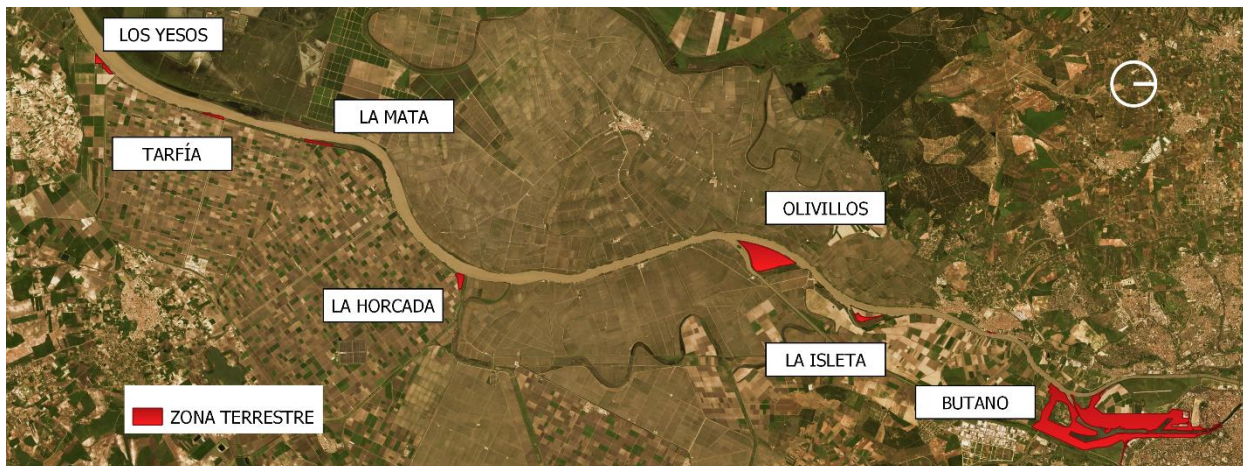 LOS YESOS
LA MATA
TARFÍA
OLIVILLOS
LA HORCADA
LA ISLETA
BUTANO
ZONA TERRESTRE